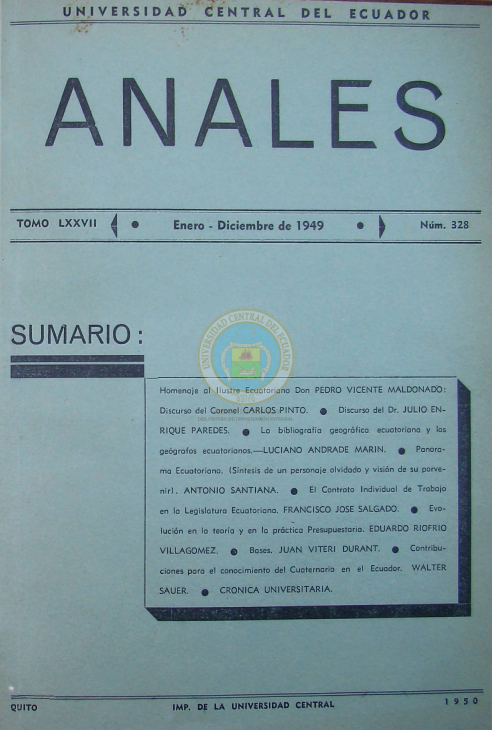 UNIVERSIDAD CENTRAL DEL ECUADOR
ANALES
TOMO LXXVII ● Enero - Diciembre de 1949 ● Núm. 328
SUMARIO:
Homenaje al Ilustre Ecuatoriano Don PEDRO VICENTE MALDONADO:
Discurso del Coronel CARLOS PINTO. ● Discurso del Dr. JULIO EN-
RIQUE PAREDES. ● La bibliografía geográfica ecuatoriana y los
geógrafos ecuatorianos.—LUCIANO ANDRADE MARIN. ● Panora-
ma Ecuatoriano. (Síntesis de un personaje olvidado y visión de su porve-
nir). ANTONIO SANTIANA. ● El Contrato Individual de Trabajo
en la Legislatura Ecuatoriana. FRANCISCO JOSE SALGADO. ● Evo-
lución en la teoría y en la práctica Presupuestaria. EDUARDO RIOFRIO
VILLAGOMEZ. ● Bases. JUAN VITERI DURANT. ● Contribu-
ciones para el conocimiento del Cuaternario en el Ecuador. WALTER
SAUER. ● CRONICA UNIVERSITARIA.
UNIVERSIDAD CENTRAL DEL ECUADOR
QUITO IMP. DE LA UNIVERSIDAD CENTRAL 1950